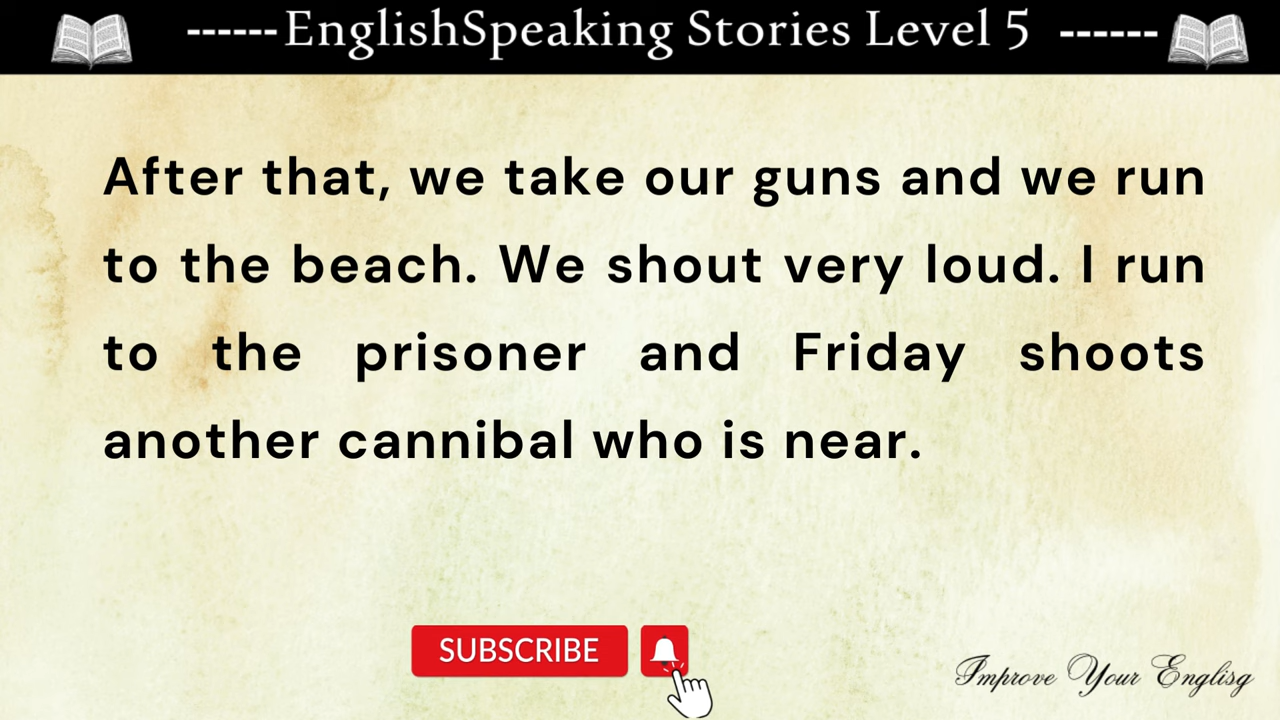 ------EnglishSpeaking Stories Level 5 ------
After that, we take our guns and we run
to the beach. We shout very loud. I run
to the prisoner and Friday shoots
another cannibal who is near.
SUBSCRIBE
Improve Your Englisg